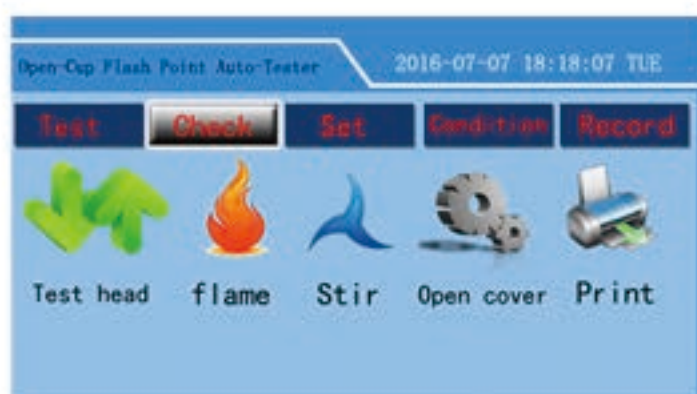 Open-Cup Flash Point Auto-Tester
2016-07-07 18:18:07 TUE
Test Check Set Condition Record
Test head flame Stir Open cover Print